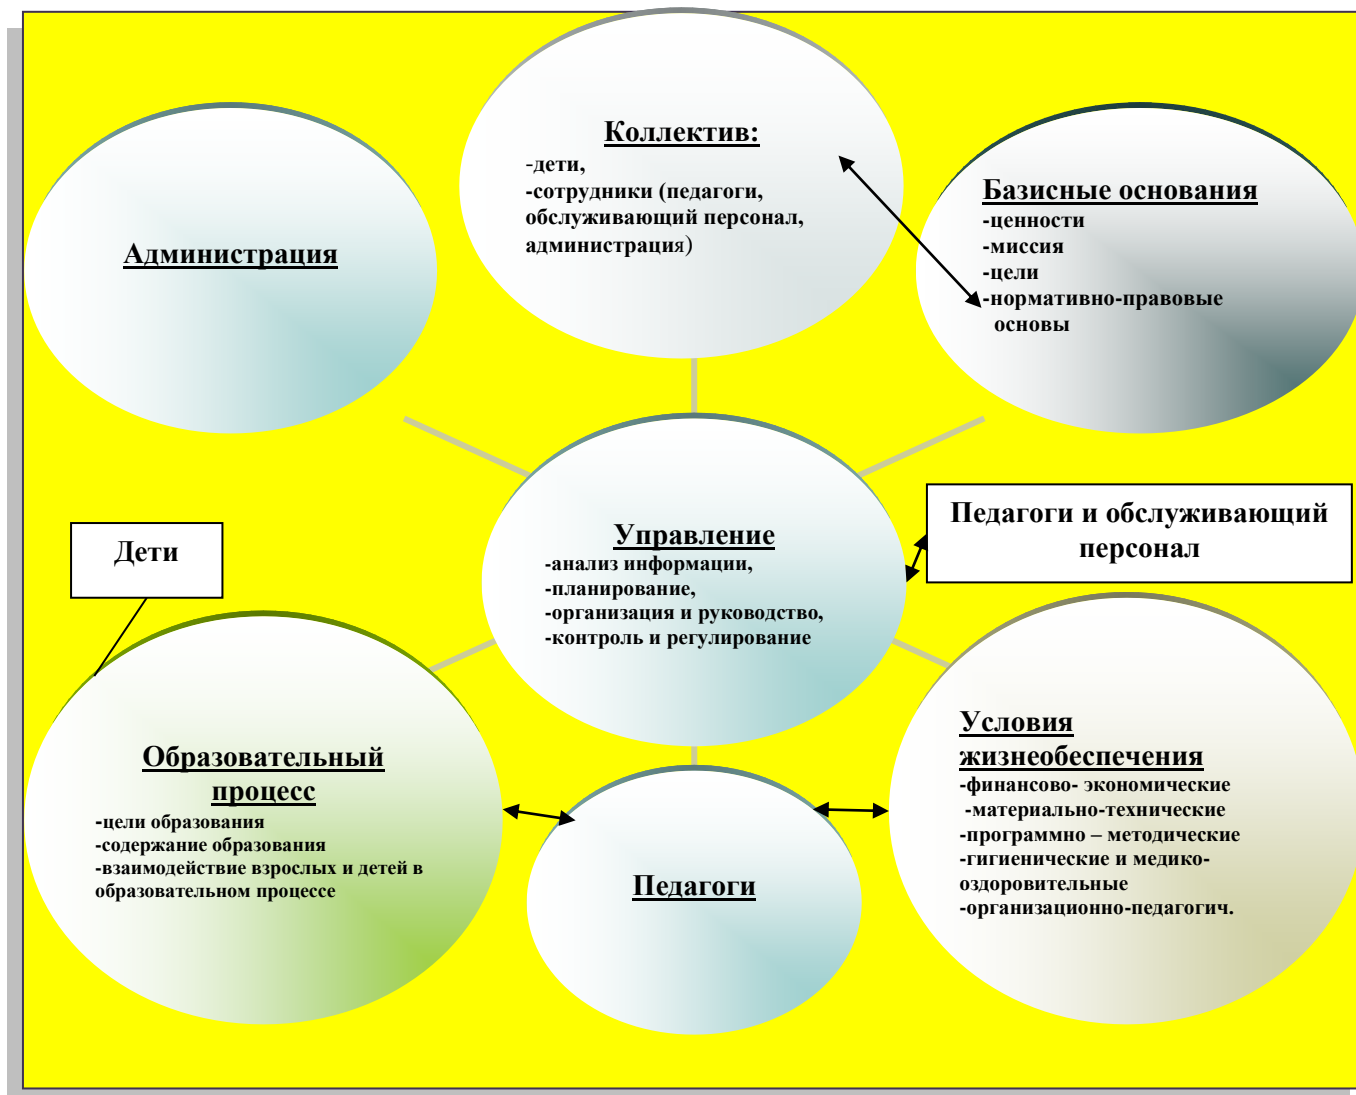 Коллектив:
-дети,
-сотрудники (педагоги,
обслуживающий персонал,
администрация)
Администрация
Базисные основания
-ценности
-миссия
-цели
-нормативно-правовые
основы
Управление
-анализ информации,
-планирование,
-организация и руководство,
-контроль и регулирование
Педагоги и обслуживающий
персонал
Дети
Образовательный
процесс
-цели образования
-содержание образования
-взаимодействие взрослых и детей в
образовательном процессе
Педагоги
Условия
жизнеобеспечения
-финансово- экономические
-материально-технические
-программно – методические
-гигиенические и медико-
оздоровительные
-организационно-педагогич.